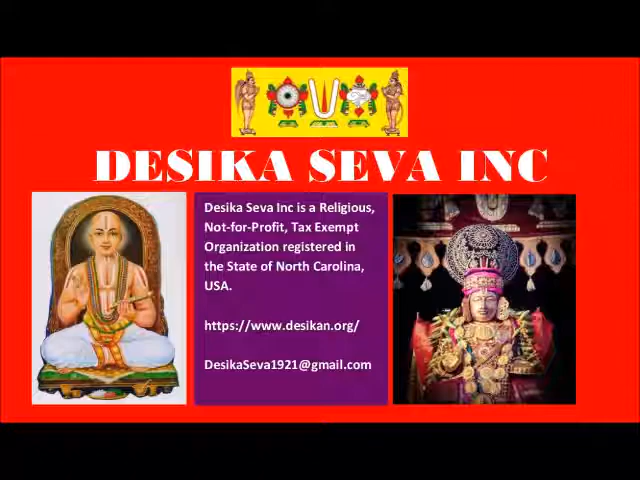 DESIKA SEVA INC
Desika Seva Inc is a Religious,
Not-for-Profit, Tax Exempt
Organization registered in
the State of North Carolina,
USA.
https://www.desikan.org/
DesikaSeva1921@gmail.com